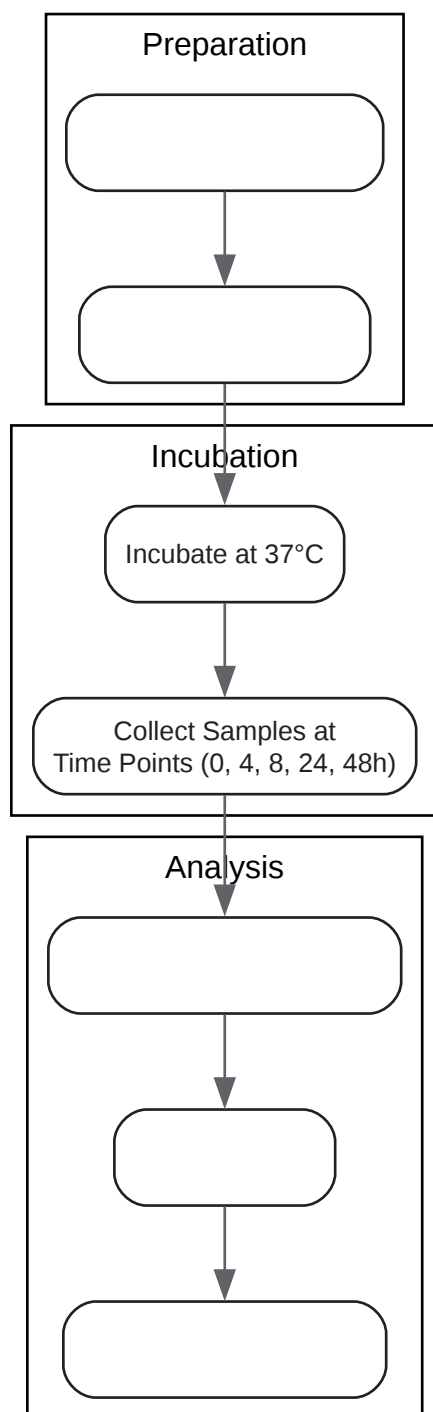 Preparation
Incubation
Incubate at 37°C
Collect Samples at
Time Points (0, 4, 8, 24, 48h)
Analysis